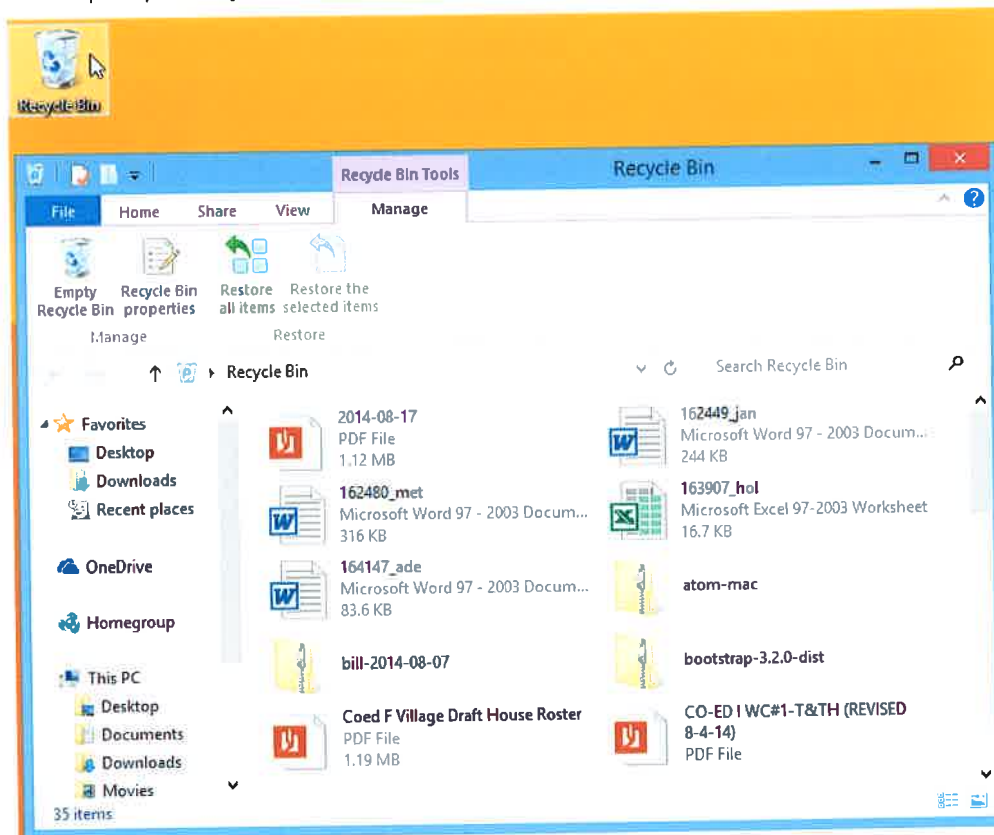 Recycle Bin
Recycle Bin Tools
Recycle Bin
File
Home
Share
View
Manage
Empty
Recycle Bin
Recycle Bin
properties
Restore
all items
Restore the
selected items
Manage
Restore
Recycle Bin
Search Recycle Bin
Favorites
Desktop
Downloads
Recent places
OneDrive
Homegroup
This PC
Desktop
Documents
Downloads
Movies
2014-08-17
PDF File
1.12 MB
162449_jan
Microsoft Word 97 - 2003 Docum...
244 KB
162480_met
Microsoft Word 97 - 2003 Docum...
316 KB
163907_hol
Microsoft Excel 97-2003 Worksheet
16.7 KB
164147_ade
Microsoft Word 97 - 2003 Docum...
83.6 KB
atom-mac
bill-2014-08-07
bootstrap-3.2.0-dist
Coed F Village Draft House Roster
PDF File
1.19 MB
CO-ED I WC#1-T&TH (REVISED
8-4-14)
PDF File
35 items